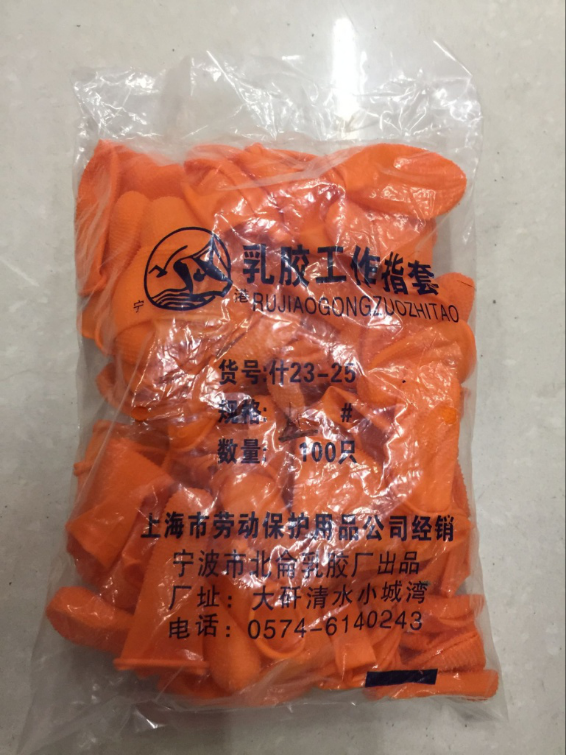 乳胶工作指套
宁 港
RUJIAOGONGZUOZHITAO
货号:什23-25
规格: #
数量: 100只
上海市劳动保护用品公司经销
宁波市北仑乳胶厂出品
厂址：大矸清水小城湾
电话：0574-6140243